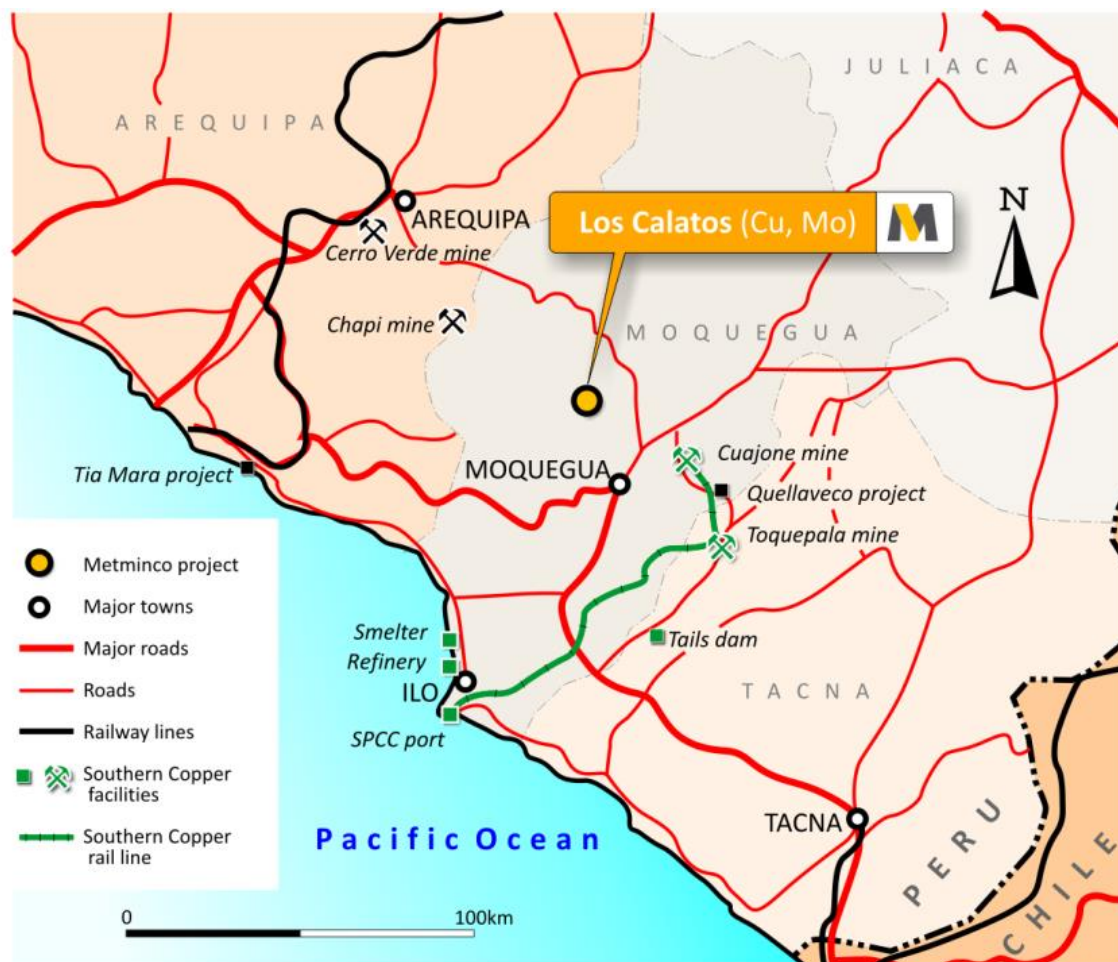 JULIACA
AREQUIPA
N
Los Calatos (Cu, Mo)
AREQUIPA
Cerro Verde mine
Chapi mine
MOQUEGUA
MOQUEGUA
Cuajone mine
Tia Mara project
Quellaveco project
Toquepala mine
Metminco project
Major towns
Major roads
Roads
Railway lines
Southern Copper
facilities
Southern Copper
rail line
Smelter
Refinery
Tails dam
ILO
TACNA
SPCC port
Pacific Ocean
TACNA
PERU
CHILE
0
100km